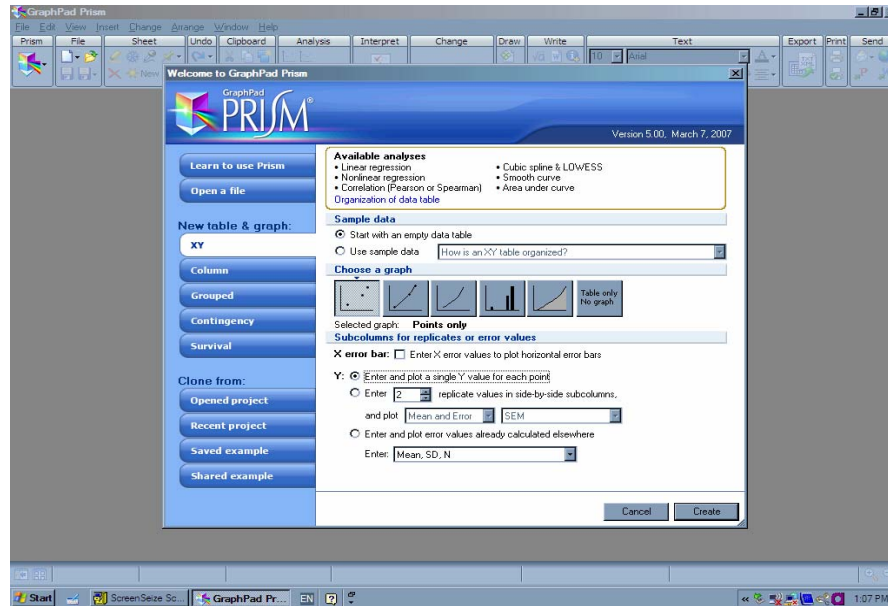 GraphPad Prism
File Edit View Insert Change Arrange Window Help
Prism File Sheet Undo Clipboard Analysis Interpret Change Draw Write Text Export Print Send
New 10 Arial
Welcome to GraphPad Prism
GraphPad
PRISM®
Version 5.00, March 7, 2007
Learn to use Prism
Open a file
New table & graph:
XY
Column
Grouped
Contingency
Survival
Clone from:
Opened project
Recent project
Saved example
Shared example
Available analyses
• Linear regression
• Nonlinear regression
• Correlation (Pearson or Spearman)
• Cubic spline & LOWESS
• Smooth curve
• Area under curve
Organization of data table
Sample data
Start with an empty data table
Use sample data How is an XY table organized?
Choose a graph
Table only
No graph
Selected graph: Points only
Subcolumns for replicates or error values
X error bar: Enter X error values to plot horizontal error bars
Y: Enter and plot a single Y value for each point
Enter 2 replicate values in side-by-side subcolumns,
and plot Mean and Error SEM
Enter and plot error values already calculated elsewhere
Enter: Mean, SD, N
Cancel Create
Start ScreenSeize Sc... GraphPad Pr... EN 1:07 PM